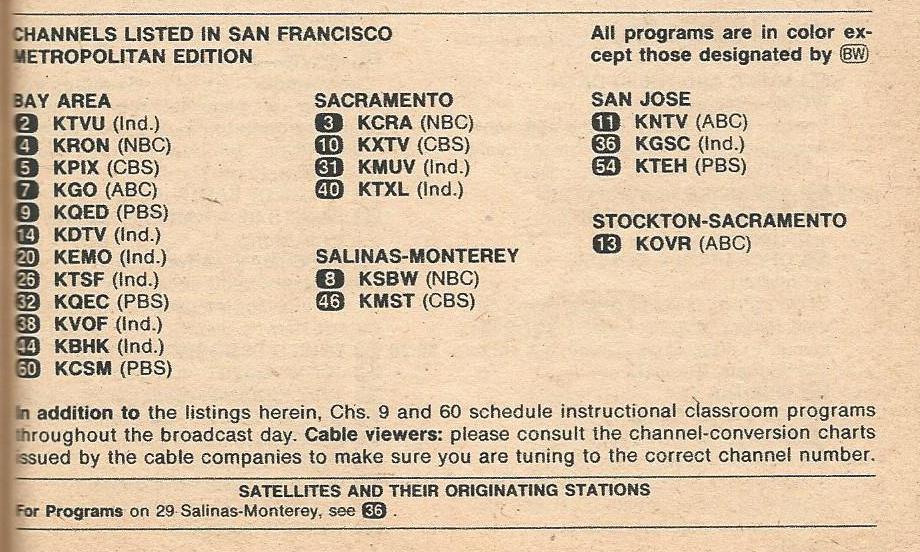 CHANNELS LISTED IN SAN FRANCISCO
METROPOLITAN EDITION
All programs are in color ex-
cept those designated by BW
BAY AREA
2 KTVU (Ind.)
4 KRON (NBC)
5 KPIX (CBS)
7 KGO (ABC)
9 KQED (PBS)
14 KDTV (Ind.)
20 KEMO (Ind.)
26 KTSF (Ind.)
32 KQEC (PBS)
38 KVOF (Ind.)
44 KBHK (Ind.)
60 KCSM (PBS)
SACRAMENTO
3 KCRA (NBC)
10 KXTV (CBS)
31 KMUV (Ind.)
40 KTXL (Ind.)
SALINAS-MONTEREY
8 KSBW (NBC)
46 KMST (CBS)
SAN JOSE
11 KNTV (ABC)
36 KGSC (Ind.)
54 KTEH (PBS)
STOCKTON-SACRAMENTO
13 KOVR (ABC)
In addition to the listings herein, Chs. 9 and 60 schedule instructional classroom programs
throughout the broadcast day. Cable viewers: please consult the channel-conversion charts
issued by the cable companies to make sure you are tuning to the correct channel number.
SATELLITES AND THEIR ORIGINATING STATIONS
For Programs on 29 Salinas-Monterey, see 36 .